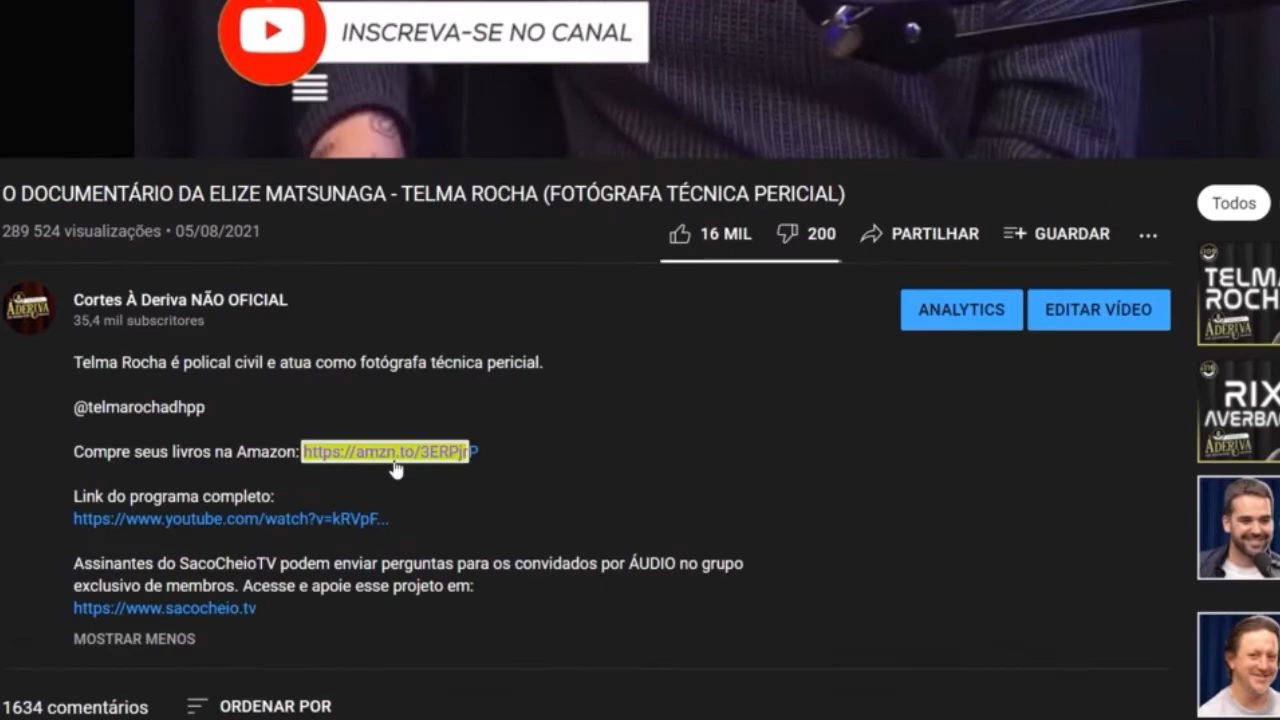 INSCREVA-SE NO CANAL
O DOCUMENTÁRIO DA ELIZE MATSUNAGA - TELMA ROCHA (FOTÓGRAFA TÉCNICA PERICIAL)
289 524 visualizações • 05/08/2021
16 MIL 200 PARTILHAR GUARDAR ...
Todos
Cortes À Deriva NÃO OFICIAL
35,4 mil subscritores
ANALYTICS EDITAR VÍDEO
TELMA
ROCHA
ADERIVA
Telma Rocha é polical civil e atua como fotógrafa técnica pericial.
@telmarochadhpp
RIX
AVERBA
ADERIVA
Compre seus livros na Amazon: https://amzn.to/3ERPjrP
Link do programa completo:
https://www.youtube.com/watch?v=kRVpF...
Assinantes do SacoCheioTV podem enviar perguntas para os convidados por ÁUDIO no grupo
exclusivo de membros. Acesse e apoie esse projeto em:
https://www.sacocheio.tv
MOSTRAR MENOS
1634 comentários ORDENAR POR